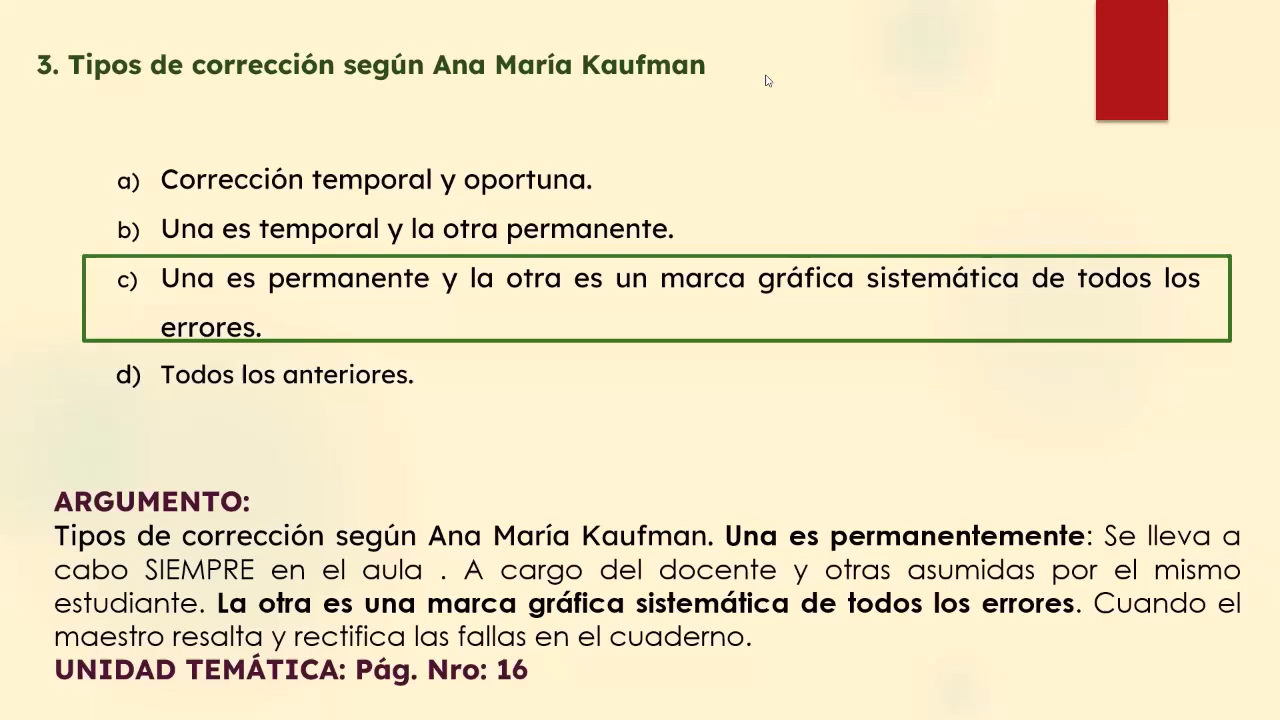 3. Tipos de corrección según Ana María Kaufman
a) Corrección temporal y oportuna.
b) Una es temporal y la otra permanente.
c) Una es permanente y la otra es un marca gráfica sistemática de todos los
errores.
d) Todos los anteriores.
ARGUMENTO:
Tipos de corrección según Ana María Kaufman. Una es permanentemente: Se lleva a
cabo SIEMPRE en el aula . A cargo del docente y otras asumidas por el mismo
estudiante. La otra es una marca gráfica sistemática de todos los errores. Cuando el
maestro resalta y rectifica las fallas en el cuaderno.
UNIDAD TEMÁTICA: Pág. Nro: 16